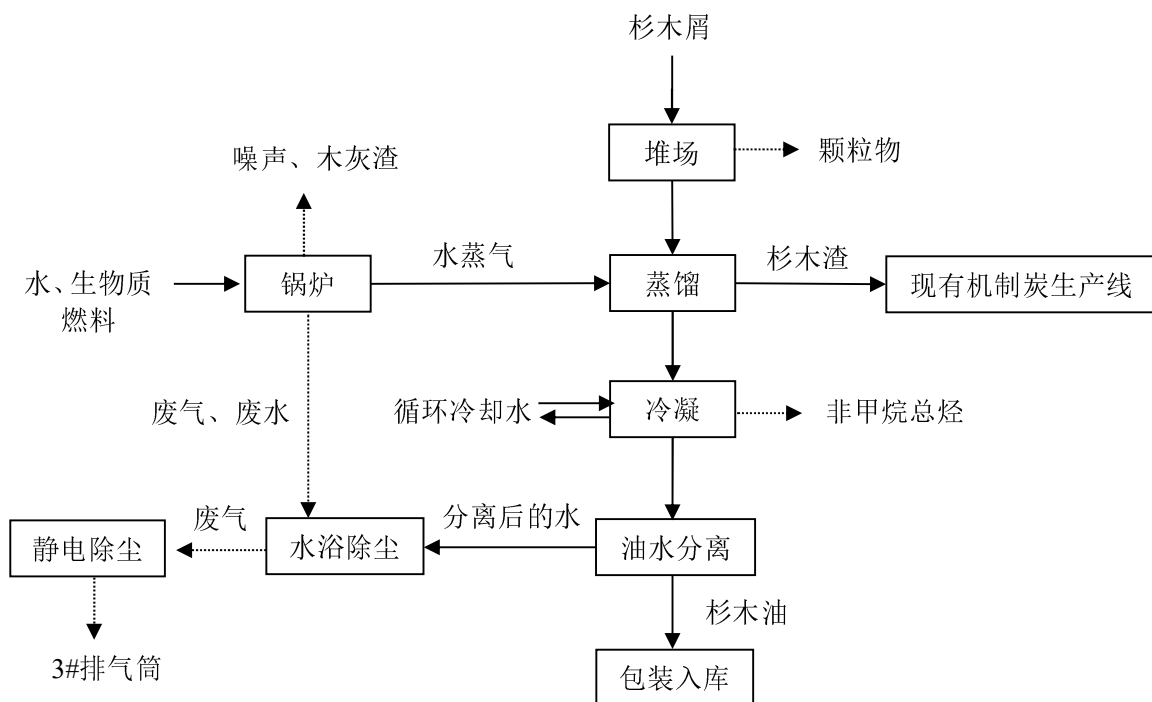 杉木屑
堆场
颗粒物
噪声、木灰渣
水、生物质
燃料
锅炉
水蒸气
蒸馏
杉木渣
现有机制炭生产线
废气、废水
循环冷却水
冷凝
非甲烷总烃
静电除尘
废气
水浴除尘
分离后的水
油水分离
杉木油
3#排气筒
包装入库